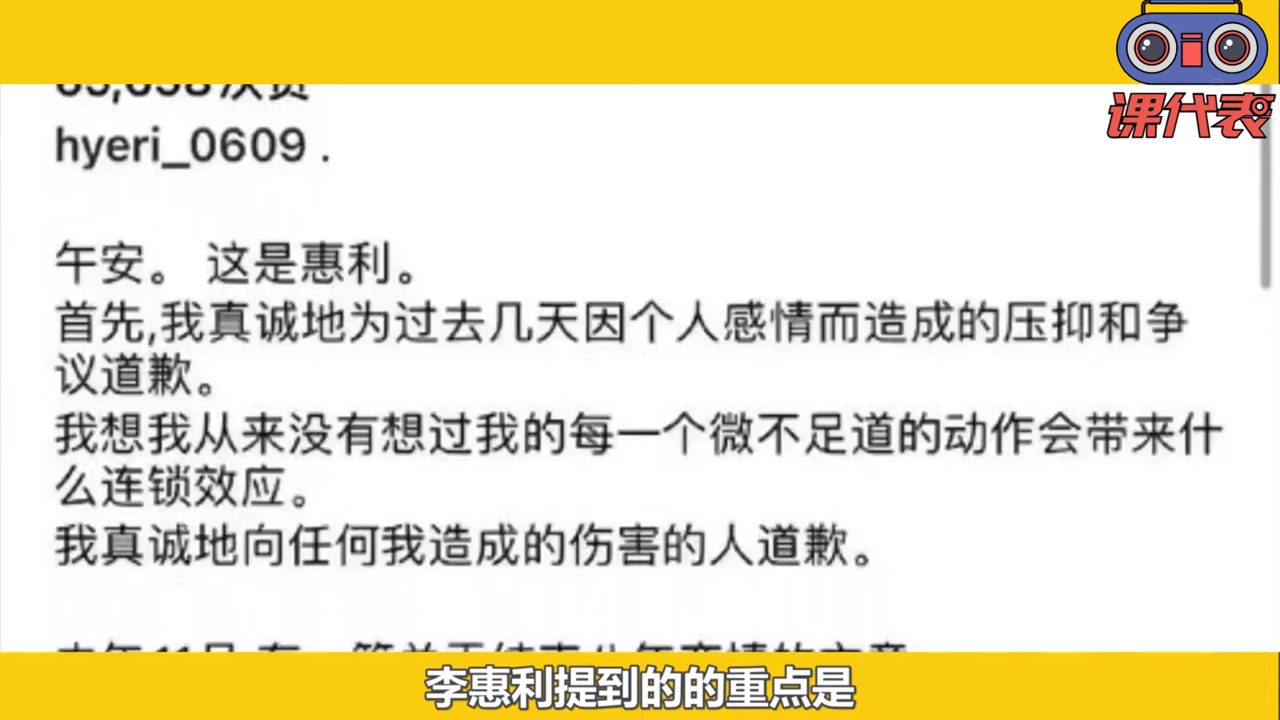 课代表
hyeri_0609 .
午安。 这是惠利。
首先,我真诚地为过去几天因个人感情而造成的压抑和争
议道歉。
我想我从来没有想过我的每一个微不足道的动作会带来什
么连锁效应。
我真诚地向任何我造成的伤害的人道歉。
李惠利提到的的重点是